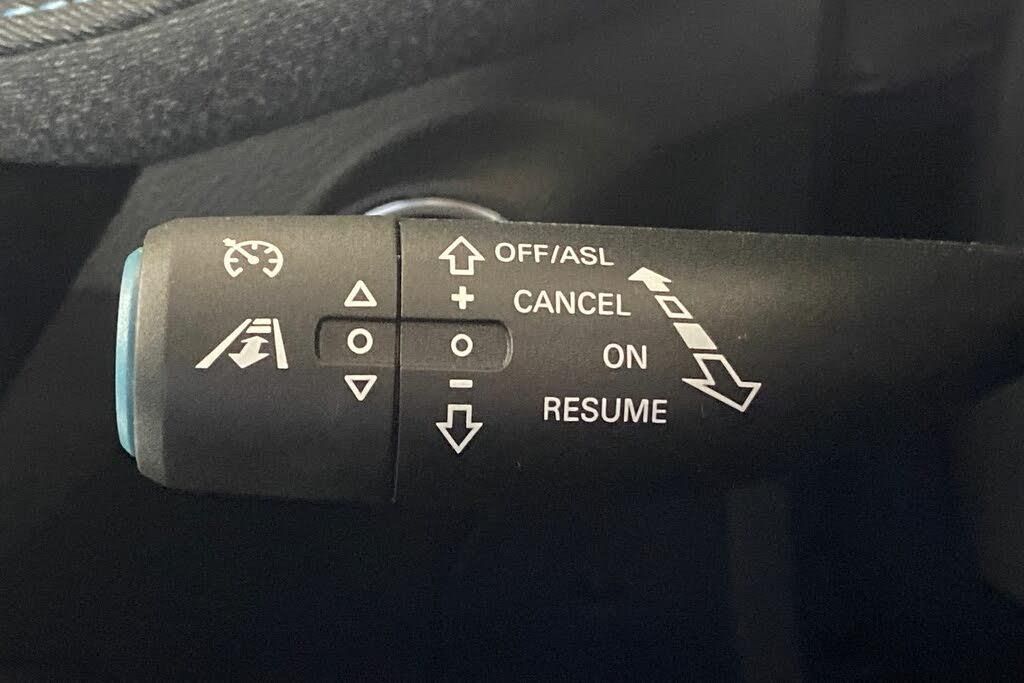 OFF/ASL
+
CANCEL
ON
-
RESUME